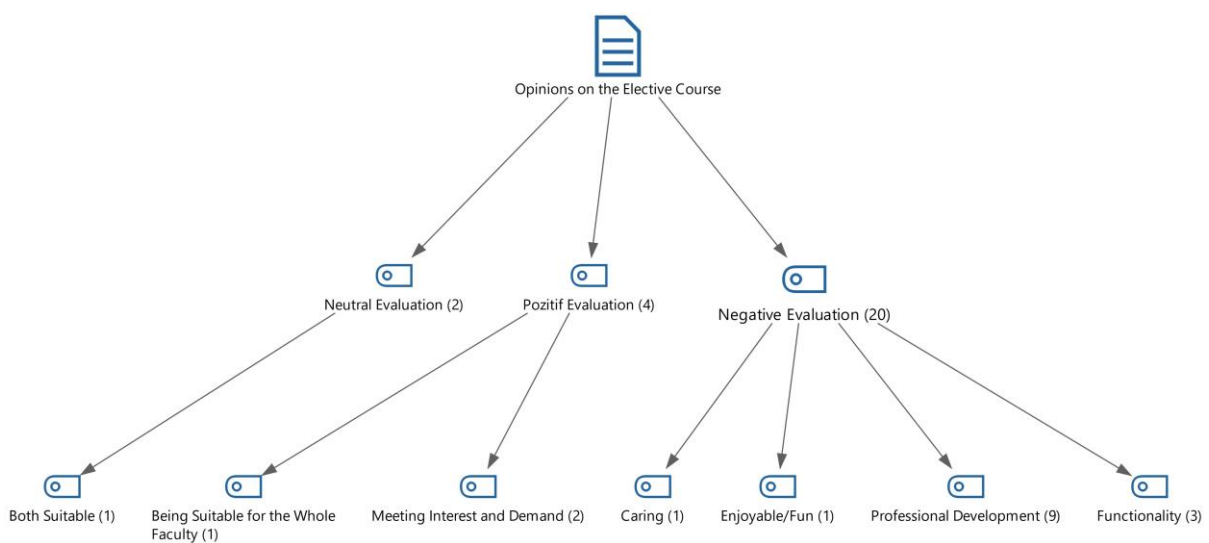 Opinions on the Elective Course
Neutral Evaluation (2)
Pozitif Evaluation (4)
Negative Evaluation (20)
Both Suitable (1)
Being Suitable for the Whole
Faculty (1)
Meeting Interest and Demand (2)
Caring (1)
Enjoyable/Fun (1)
Professional Development (9)
Functionality (3)